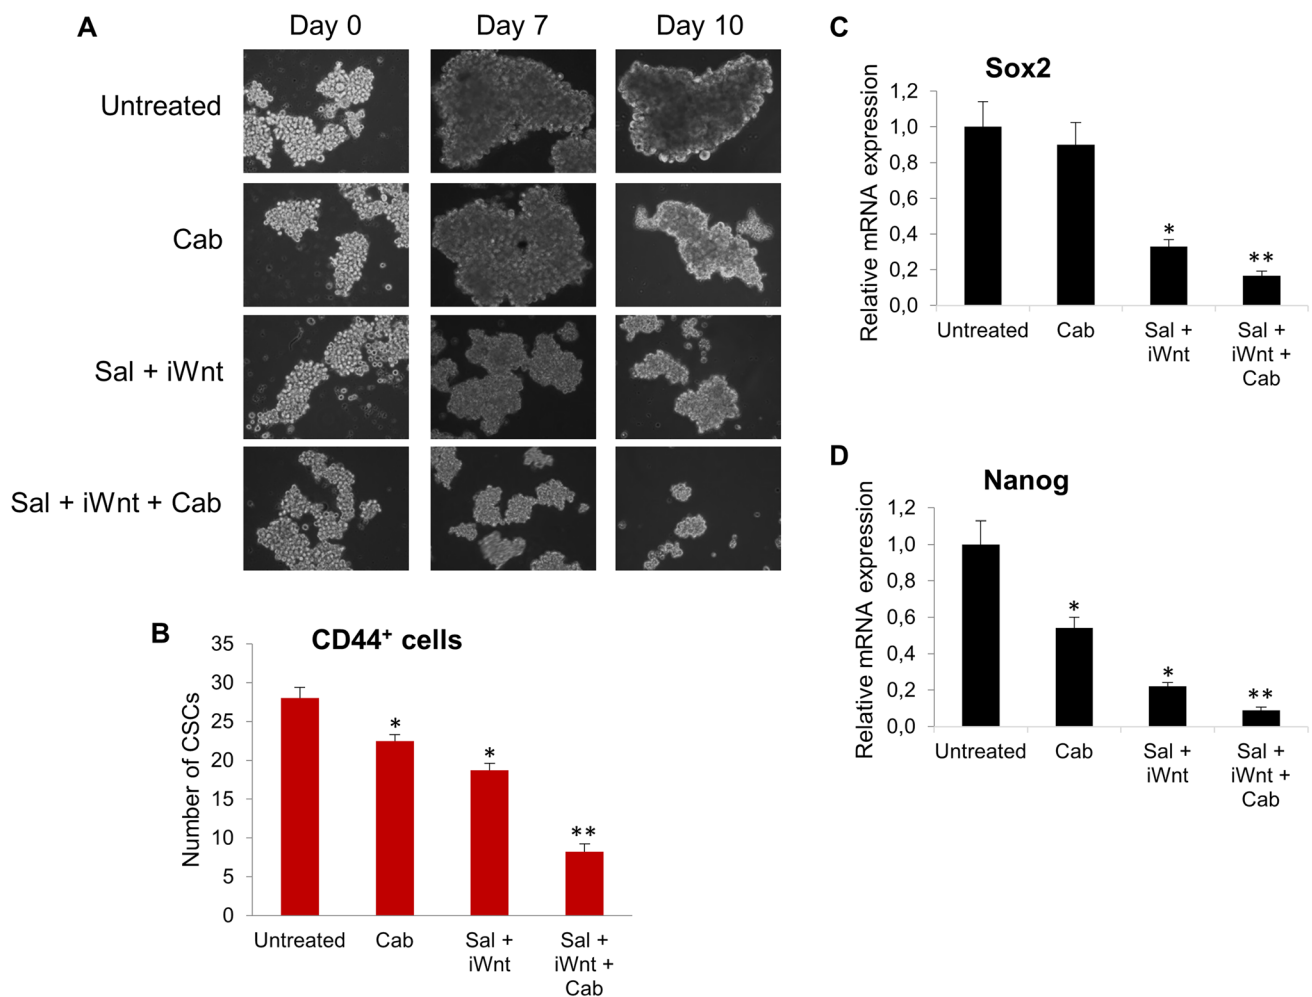 A
Day 0
Day 7
Day 10
Untreated
Cab
Sal + iWnt
Sal + iWnt + Cab
B
CD44+ cells
Number of CSCs
35
30
25
20
15
10
5
0
*
*
**
Untreated
Cab
Sal +
iWnt
Sal +
iWnt +
Cab
C
Sox2
Relative mRNA expression
1,2
1,0
0,8
0,6
0,4
0,2
0,0
*
**
Untreated
Cab
Sal +
iWnt
Sal +
iWnt +
Cab
D
Nanog
Relative mRNA expression
1,2
1,0
0,8
0,6
0,4
0,2
0,0
*
*
**
Untreated
Cab
Sal +
iWnt
Sal +
iWnt +
Cab